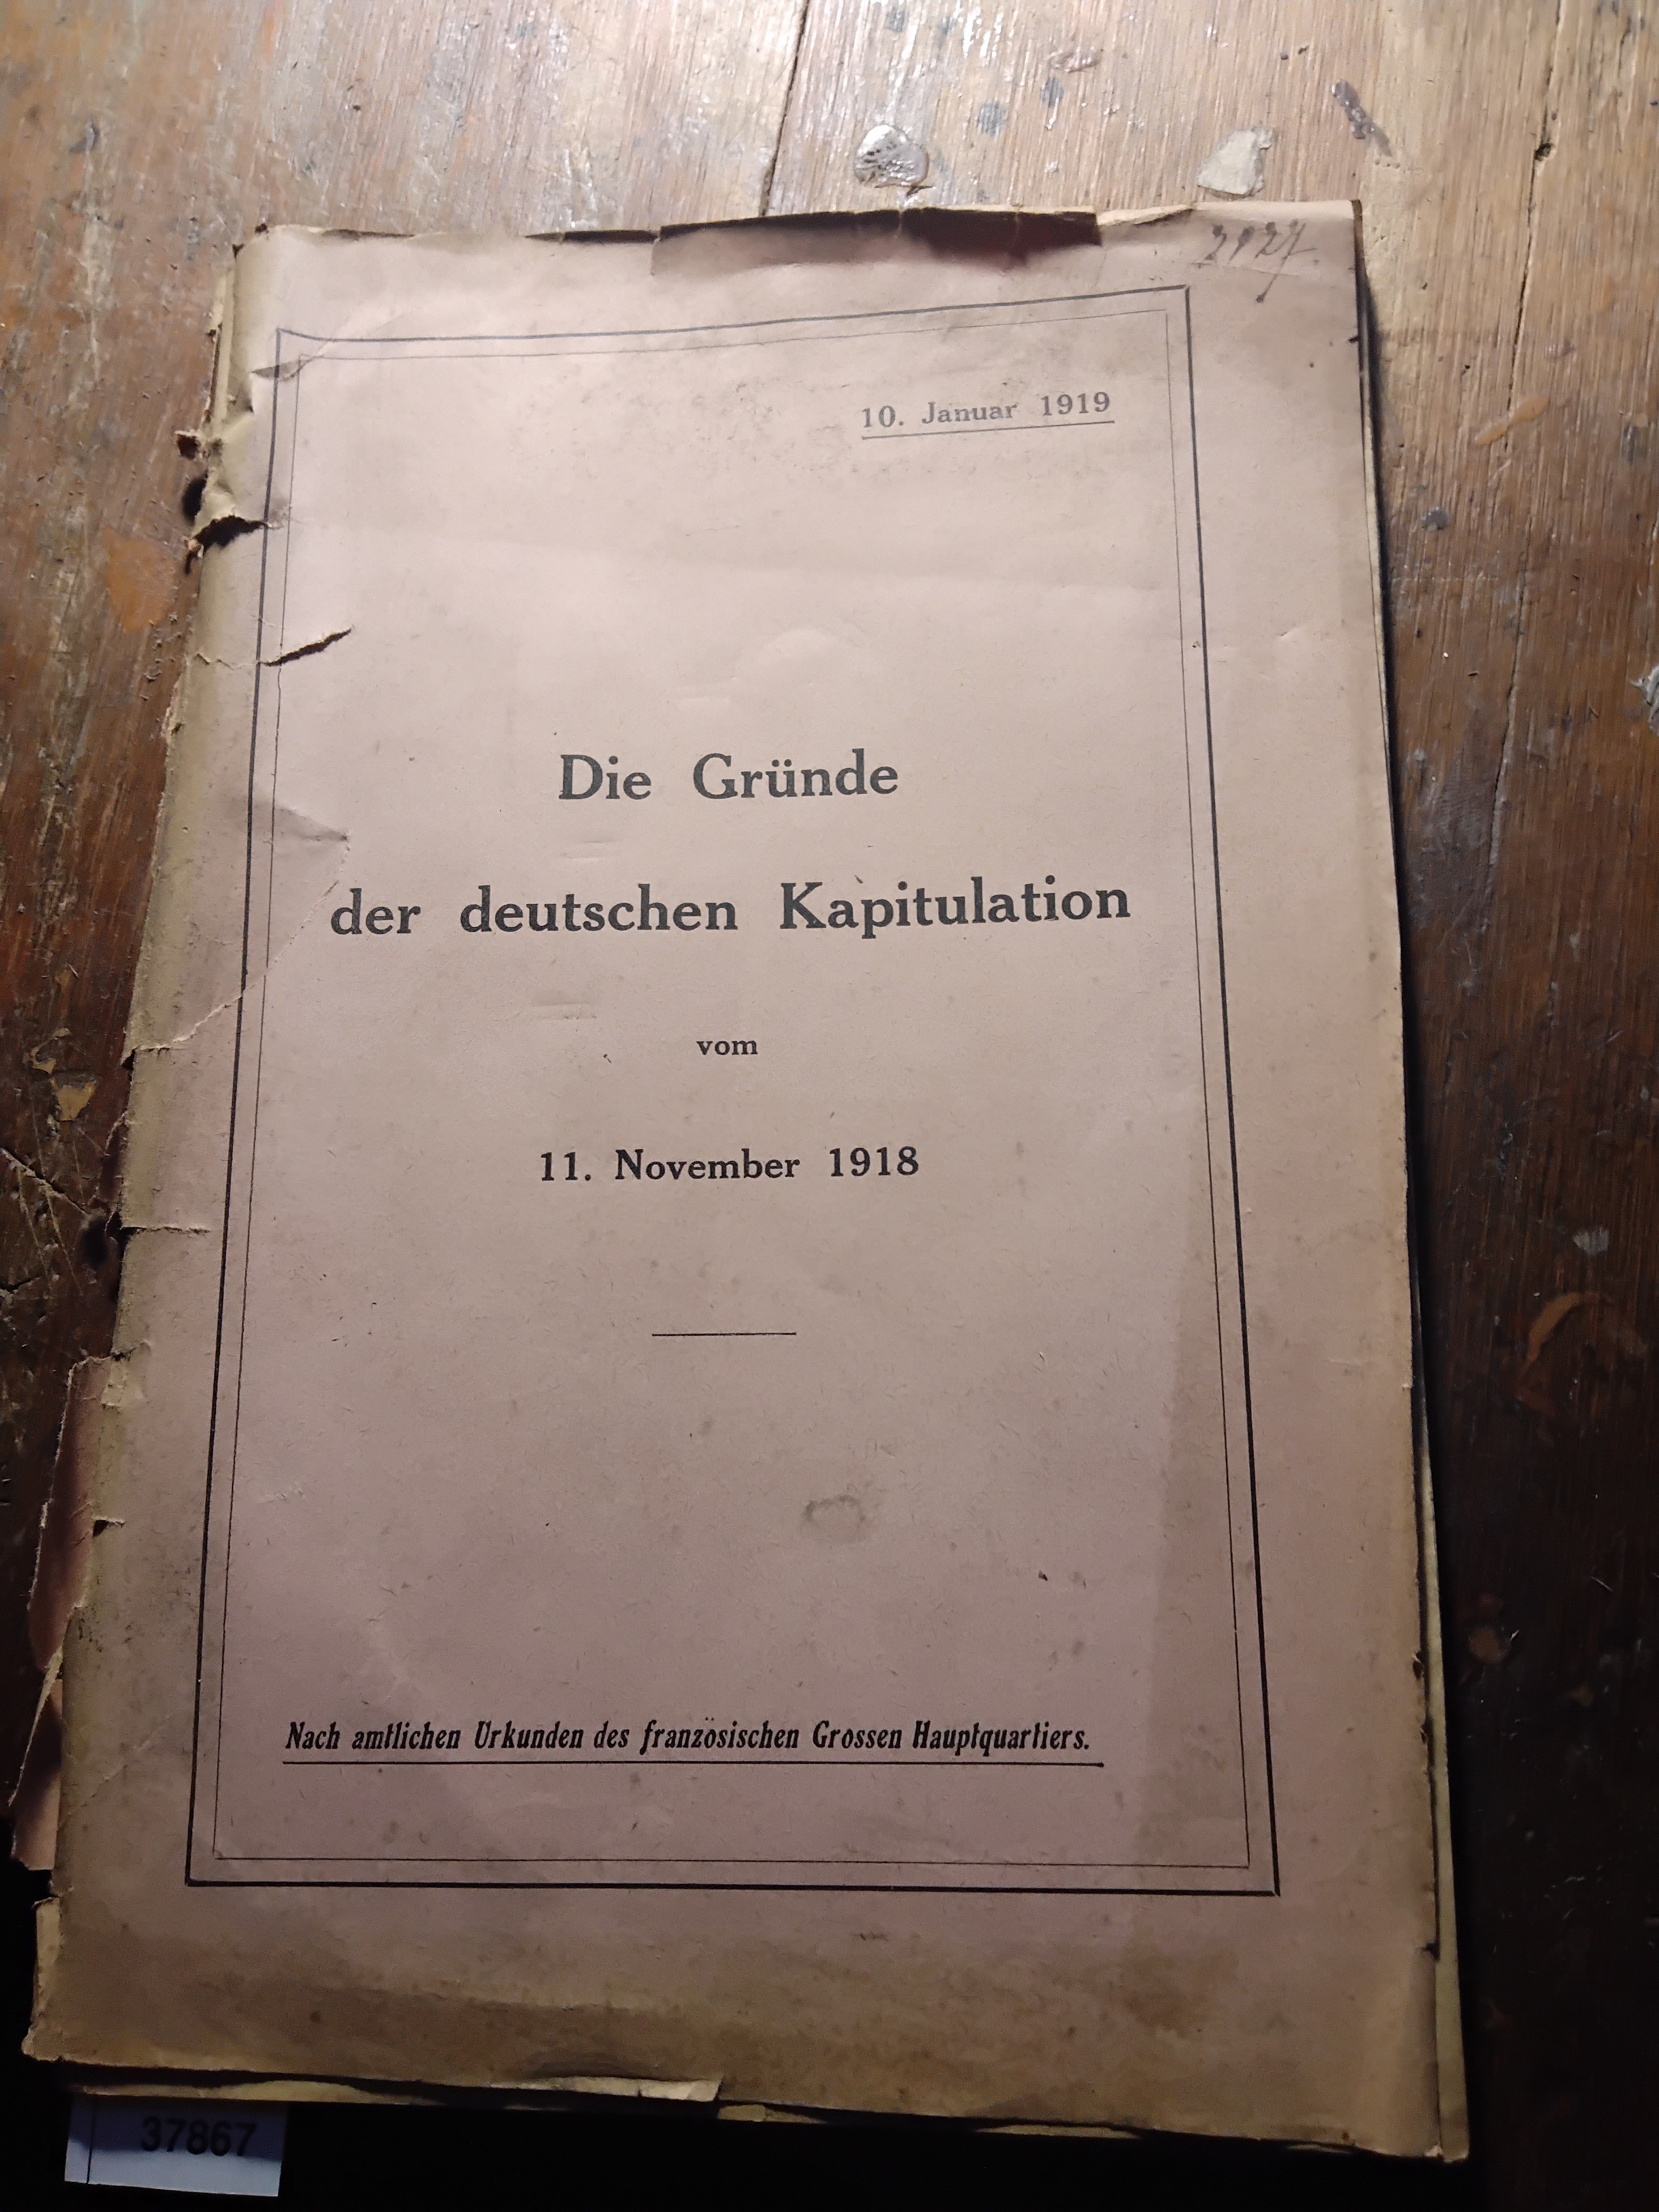 10. Januar 1919
Die Gründe
der deutschen Kapitulation
vom
11. November 1918
Nach amtlichen Urkunden des französischen Grossen Hauptquartiers.
37867